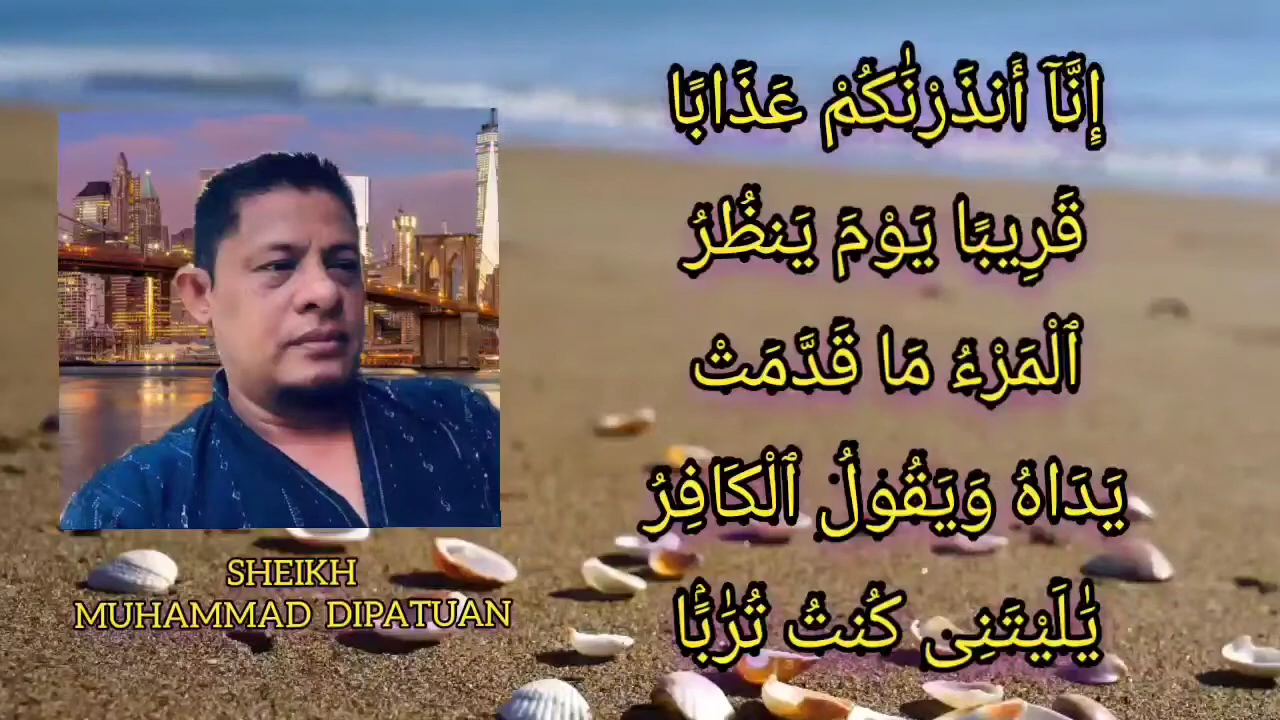 إِنَّآ أَنذَرْنَٰكُمْ عَذَابًا
قَرِيبًا يَوْمَ يَنظُرُ
ٱلْمَرْءُ مَا قَدَّمَتْ
يَدَاهُ وَيَقُولُ ٱلْكَافِرُ
يَٰلَيْتَنِى كُنتُ تُرَٰبًۢا
SHEIKH
MUHAMMAD DIPATUAN